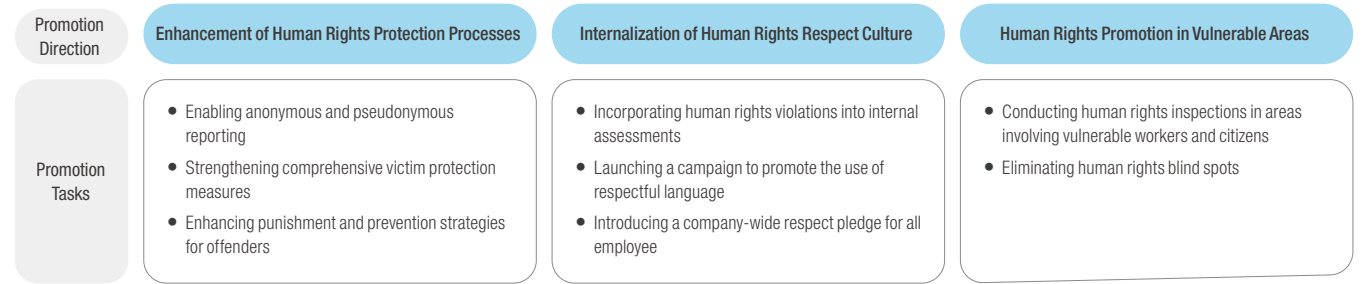 Promotion
Direction
Enhancement of Human Rights Protection Processes
Internalization of Human Rights Respect Culture
Human Rights Promotion in Vulnerable Areas
Promotion
Tasks
● Enabling anonymous and pseudonymous
reporting
● Strengthening comprehensive victim protection
measures
● Enhancing punishment and prevention strategies
for offenders
● Incorporating human rights violations into internal
assessments
● Launching a campaign to promote the use of
respectful language
● Introducing a company-wide respect pledge for all
employee
● Conducting human rights inspections in areas
involving vulnerable workers and citizens
● Eliminating human rights blind spots